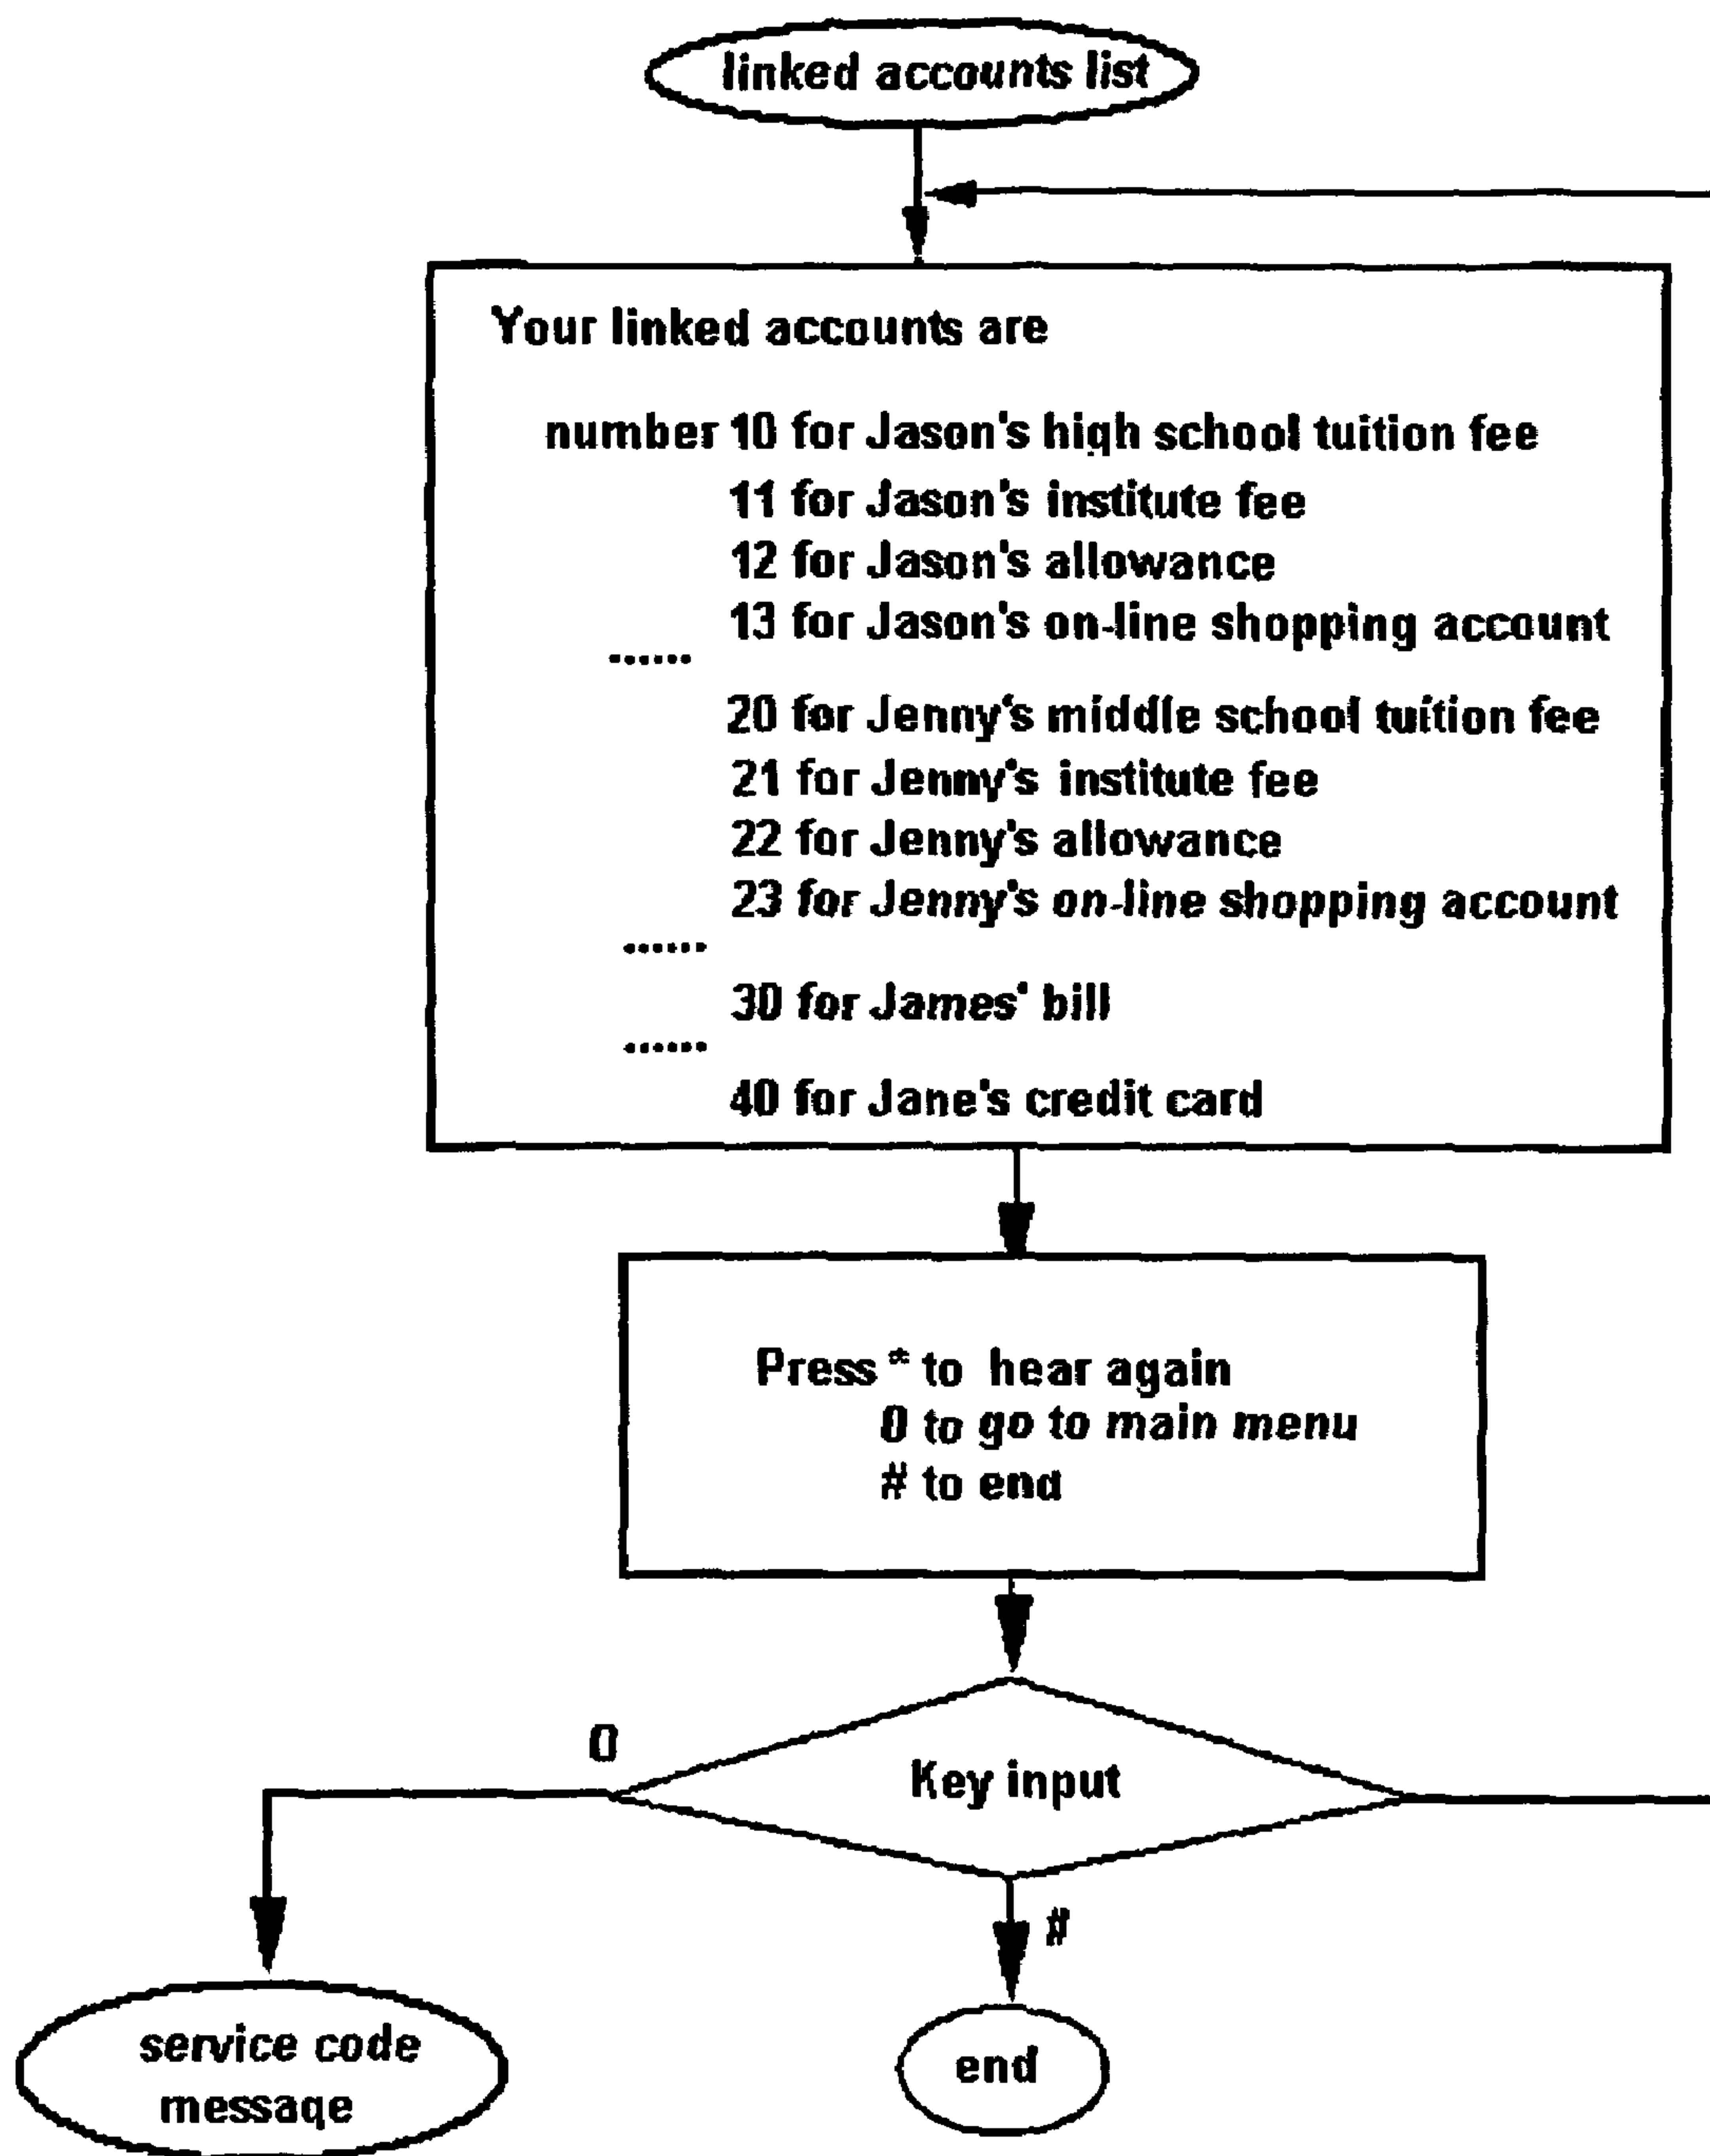 linked accounts list
Your linked accounts are
number 10 for Jason's high school tuition fee
11 for Jason's institute fee
12 for Jason's allowance
13 for Jason's on-line shopping account
......
20 for Jenny's middle school tuition fee
21 for Jenny's institute fee
22 for Jenny's allowance
23 for Jenny's on-line shopping account
......
30 for James' bill
......
40 for Jane's credit card
Press * to hear again
0 to go to main menu
# to end
0
Key input
#
service code
message
end